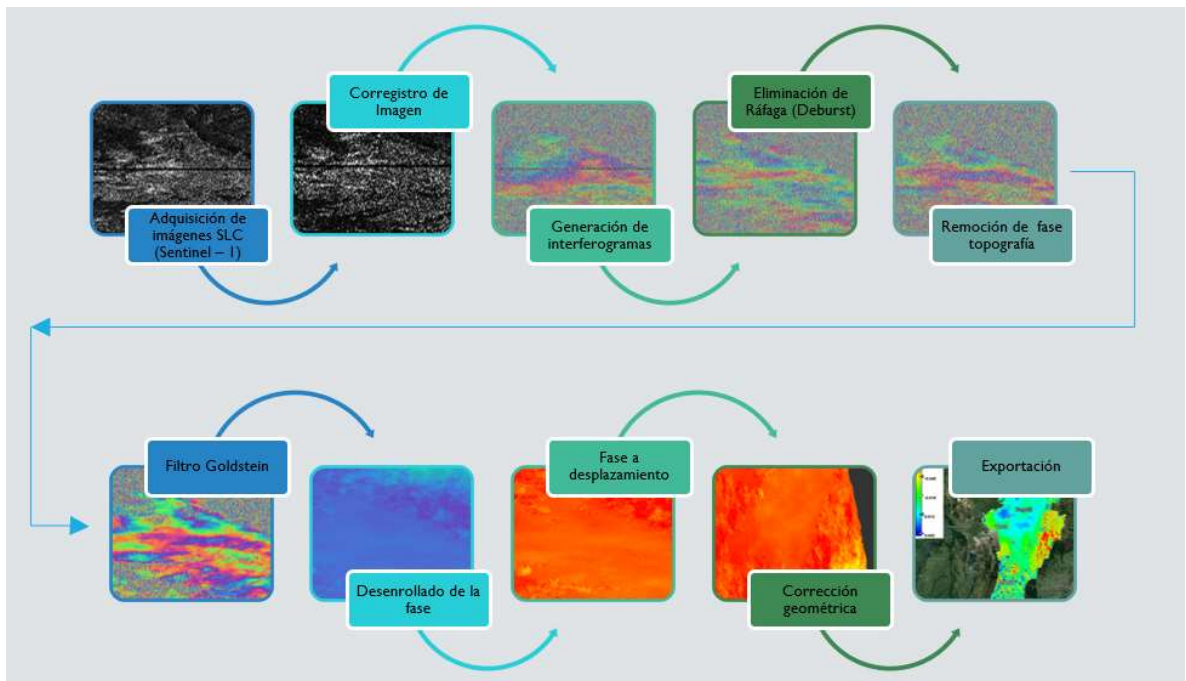 Adquisición de
imágenes SLC
(Sentinel – 1)
Corregistro de
Imagen
Generación de
interferogramas
Eliminación de
Ráfaga (Deburst)
Remoción de fase
topografía
Filtro Goldstein
Desenrollado de la
fase
Fase a
desplazamiento
Corrección
geométrica
Exportación